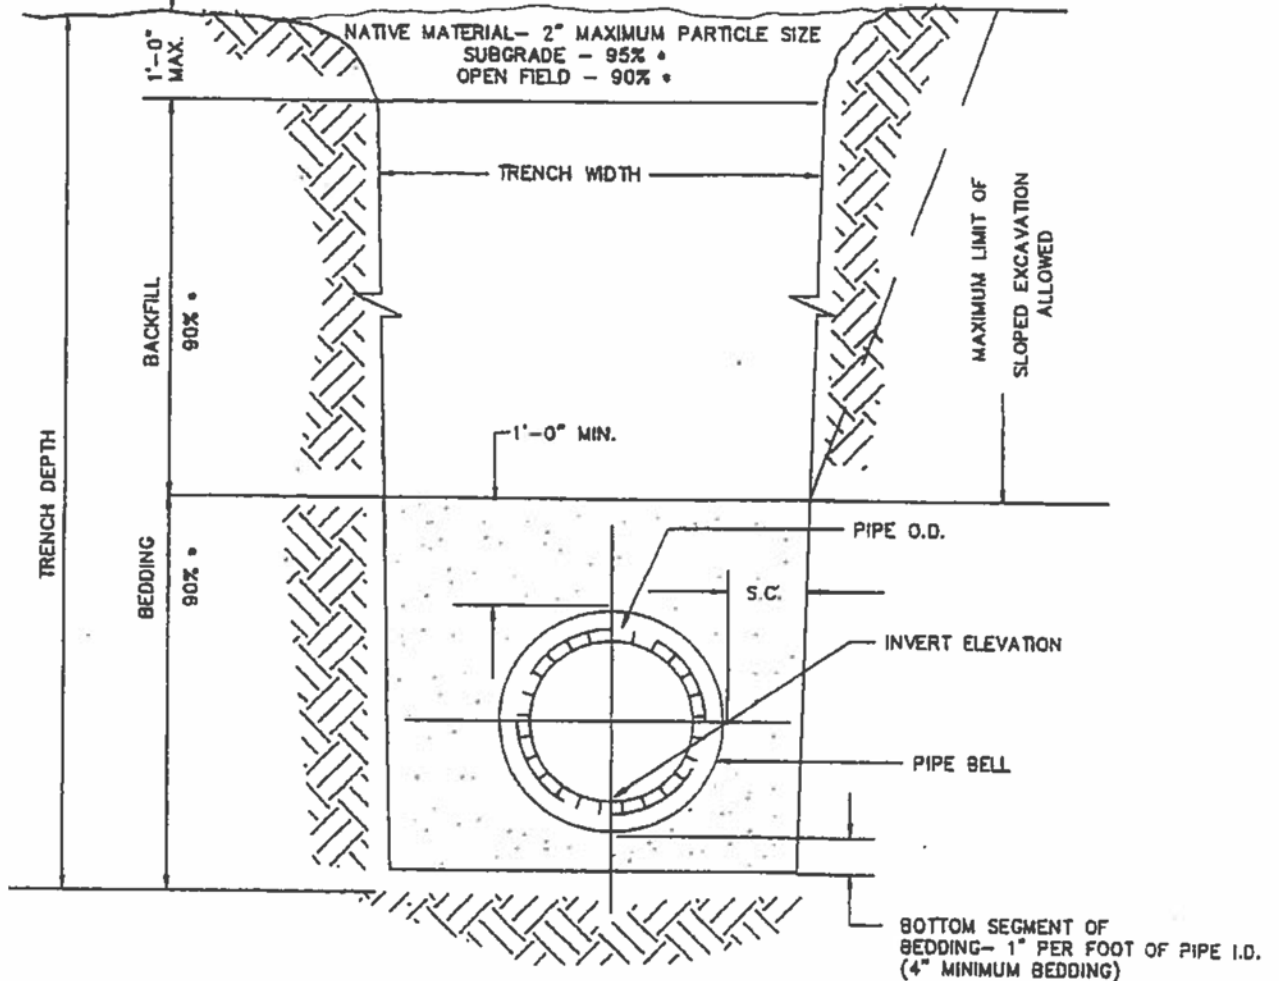 NATIVE MATERIAL- 2" MAXIMUM PARTICLE SIZE
SUBGRADE - 95% *
OPEN FIELD - 90% *
1'-0"
MAX.
TRENCH WIDTH
MAXIMUM LIMIT OF
SLOPED EXCAVATION
ALLOWED
BACKFILL
90% *
1'-0" MIN.
TRENCH DEPTH
BEDDING
90% *
PIPE O.D.
S.C.
INVERT ELEVATION
PIPE BELL
BOTTOM SEGMENT OF
BEDDING- 1" PER FOOT OF PIPE I.D.
(4" MINIMUM BEDDING)